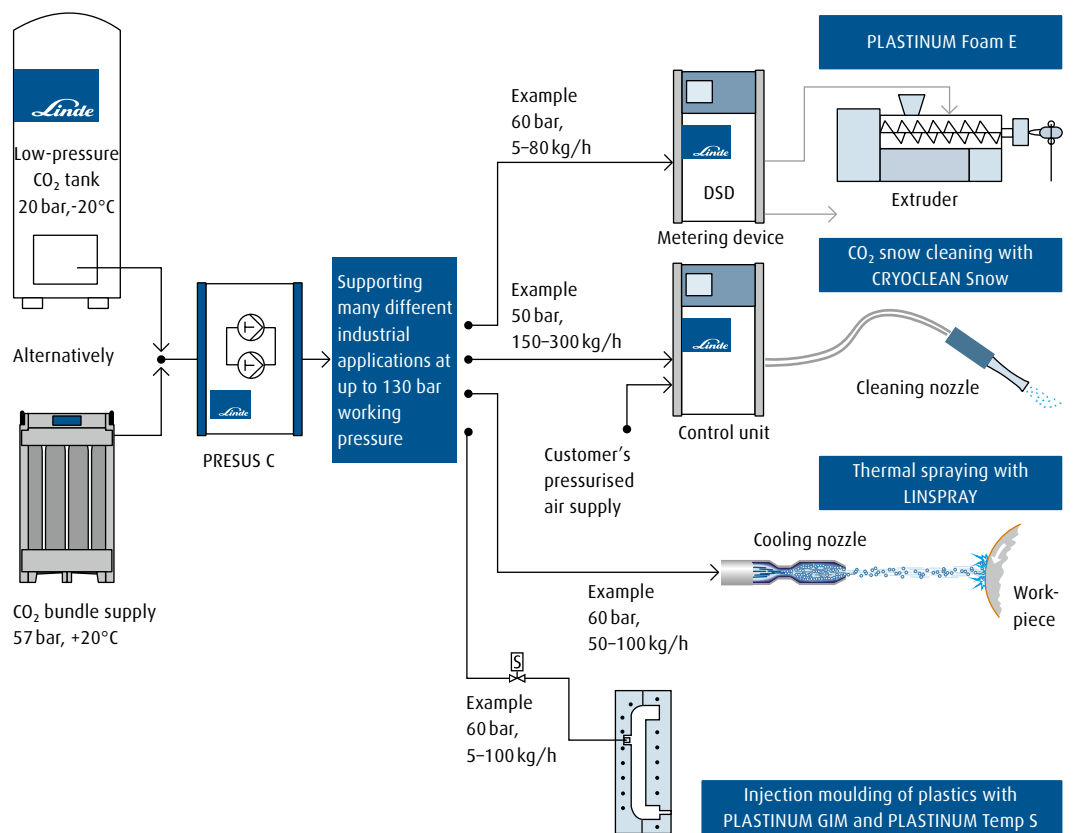 Linde
Low-pressure
CO₂ tank
20 bar,-20°C
Alternatively
CO₂ bundle supply
57 bar, +20°C
Linde
PRESUS C
Supporting
many different
industrial
applications at
up to 130 bar
working
pressure
Example
60 bar,
5–80 kg/h
Linde
DSD
Metering device
PLASTINUM Foam E
Extruder
Example
50 bar,
150–300 kg/h
Linde
Control unit
Customer's
pressurised
air supply
CO₂ snow cleaning with
CRYOCLEAN Snow
Cleaning nozzle
Thermal spraying with
LINSPRAY
Cooling nozzle
Example
60 bar,
50–100 kg/h
Work-
piece
S
Example
60 bar,
5–100 kg/h
Injection moulding of plastics with
PLASTINUM GIM and PLASTINUM Temp S